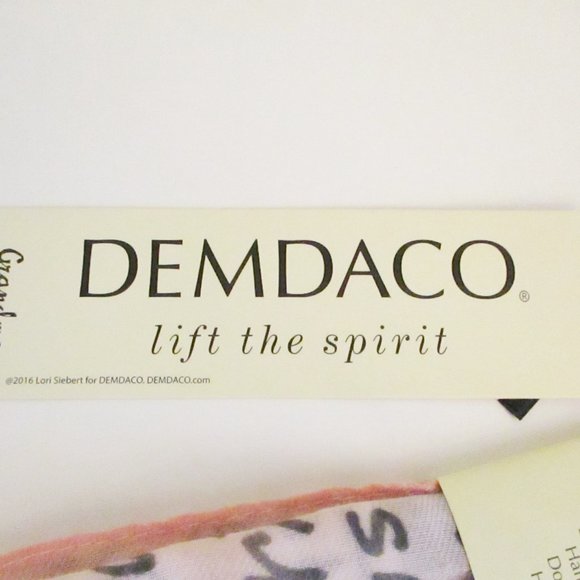 DEMDACO®
lift the spirit
@2016 Lori Siebert for DEMDACO. DEMDACO.com